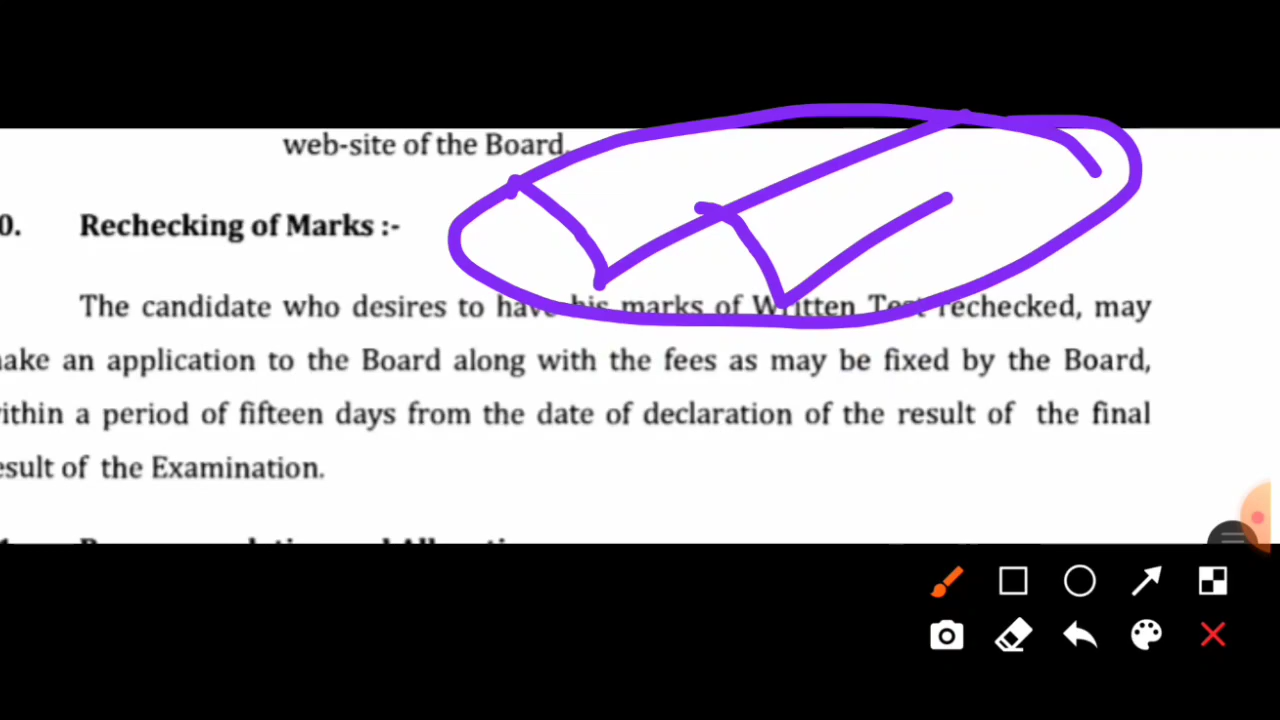 web-site of the Board.
0. Rechecking of Marks :-
The candidate who desires to have his marks of Written Test rechecked, may
ake an application to the Board along with the fees as may be fixed by the Board,
ithin a period of fifteen days from the date of declaration of the result of the final
esult of the Examination.